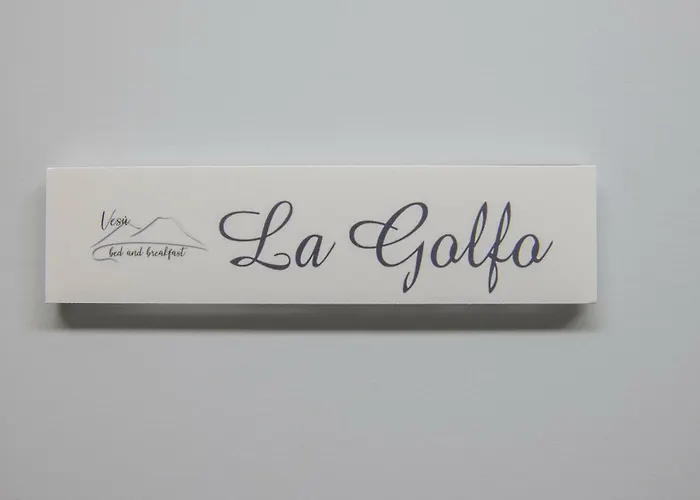 Vesù
bed and breakfast
La Golfo